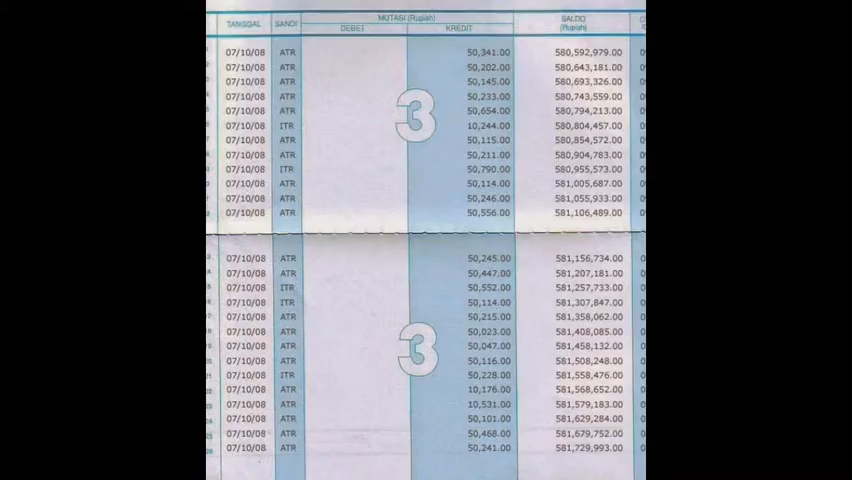 TANGGAL SANDI MUTASI (Rupiah) SALDO
DEBET KREDIT (Rupiah)
07/10/08 ATR 50,341.00 580,592,979.00
07/10/08 ATR 50,202.00 580,643,181.00
07/10/08 ATR 50,145.00 580,693,326.00
07/10/08 ATR 50,233.00 580,743,559.00
07/10/08 ATR 50,654.00 580,794,213.00
07/10/08 ITR 10,244.00 580,804,457.00
07/10/08 ATR 50,115.00 580,854,572.00
07/10/08 ATR 50,211.00 580,904,783.00
07/10/08 ITR 50,790.00 580,955,573.00
07/10/08 ATR 50,114.00 581,005,687.00
07/10/08 ATR 50,246.00 581,055,933.00
07/10/08 ATR 50,556.00 581,106,489.00
3
07/10/08 ATR 50,245.00 581,156,734.00
07/10/08 ATR 50,447.00 581,207,181.00
07/10/08 ITR 50,552.00 581,257,733.00
07/10/08 ITR 50,114.00 581,307,847.00
07/10/08 ATR 50,215.00 581,358,062.00
07/10/08 ATR 50,023.00 581,408,085.00
07/10/08 ATR 50,047.00 581,458,132.00
07/10/08 ATR 50,116.00 581,508,248.00
07/10/08 ITR 50,228.00 581,558,476.00
07/10/08 ATR 10,176.00 581,568,652.00
07/10/08 ATR 10,531.00 581,579,183.00
07/10/08 ATR 50,101.00 581,629,284.00
07/10/08 ATR 50,468.00 581,679,752.00
07/10/08 ATR 50,241.00 581,729,993.00
3